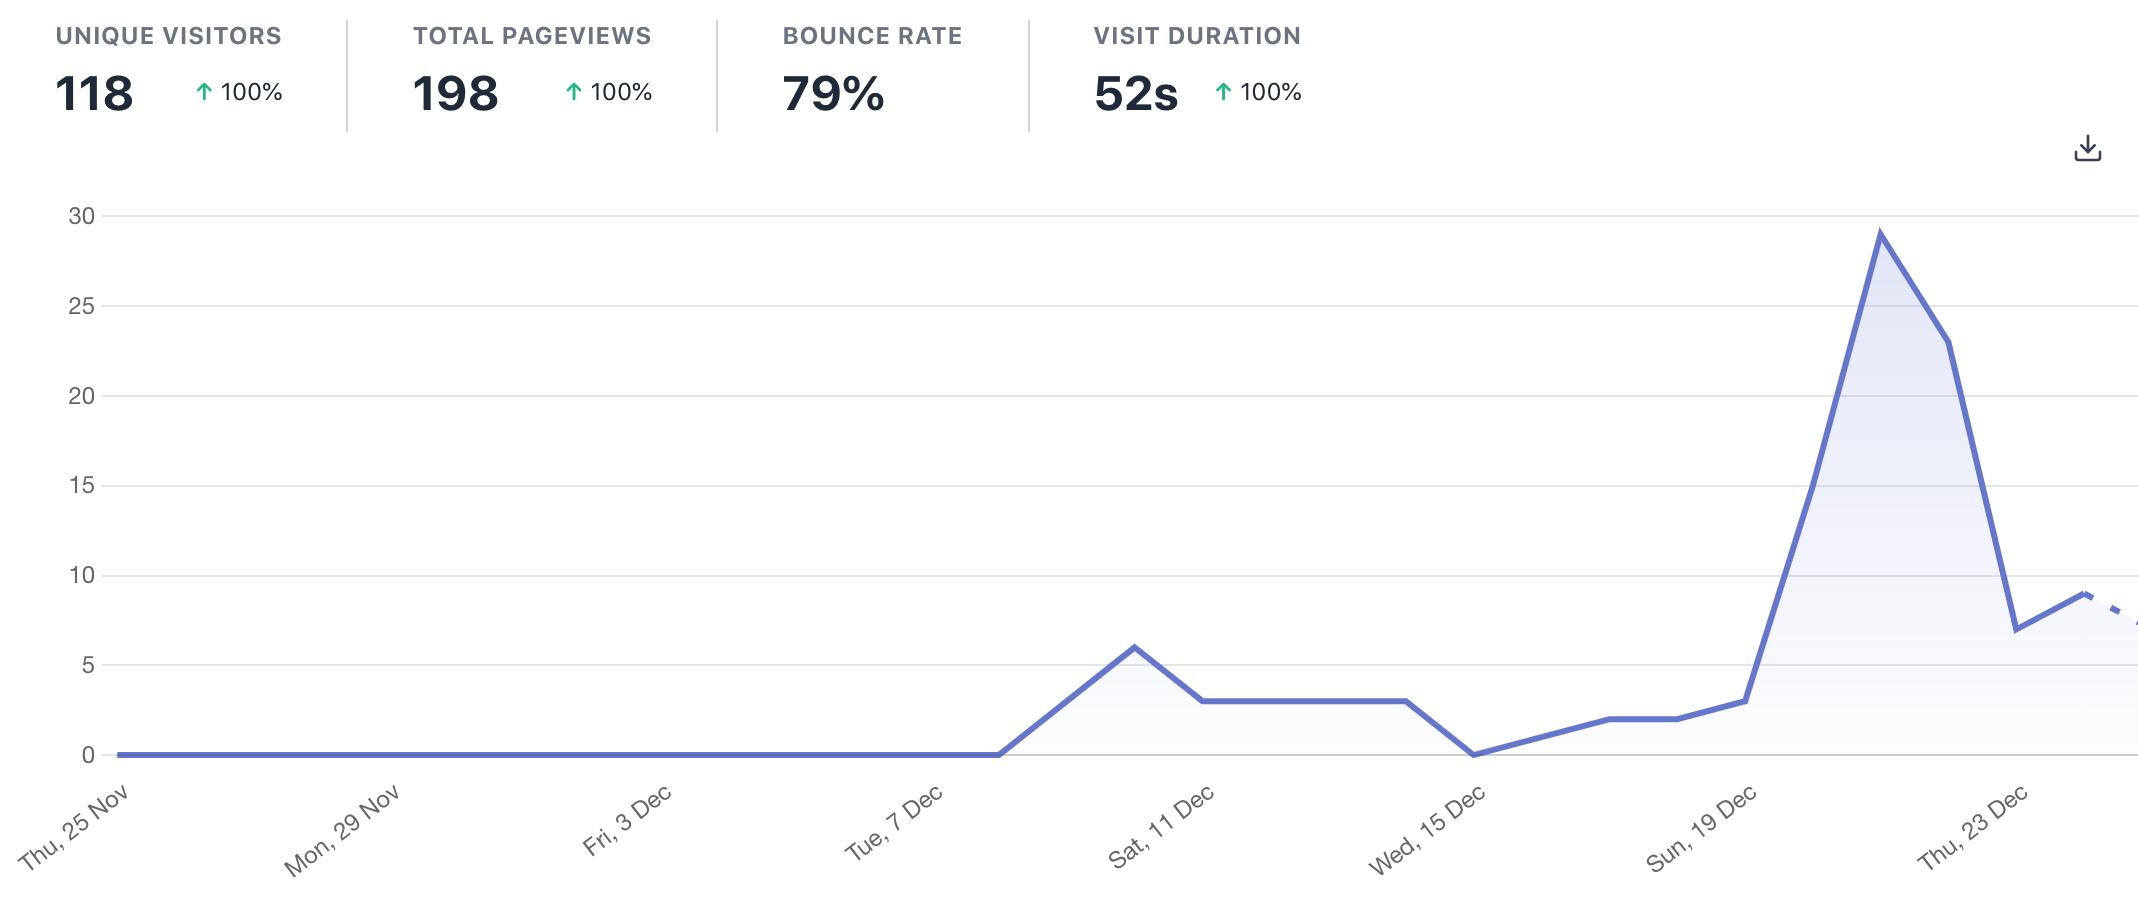 UNIQUE VISITORS
118 ↑ 100%
TOTAL PAGEVIEWS
198 ↑ 100%
BOUNCE RATE
79%
VISIT DURATION
52s ↑ 100%
30
25
20
15
10
5
0
Thu, 25 Nov
Mon, 29 Nov
Fri, 3 Dec
Tue, 7 Dec
Sat, 11 Dec
Wed, 15 Dec
Sun, 19 Dec
Thu, 23 Dec